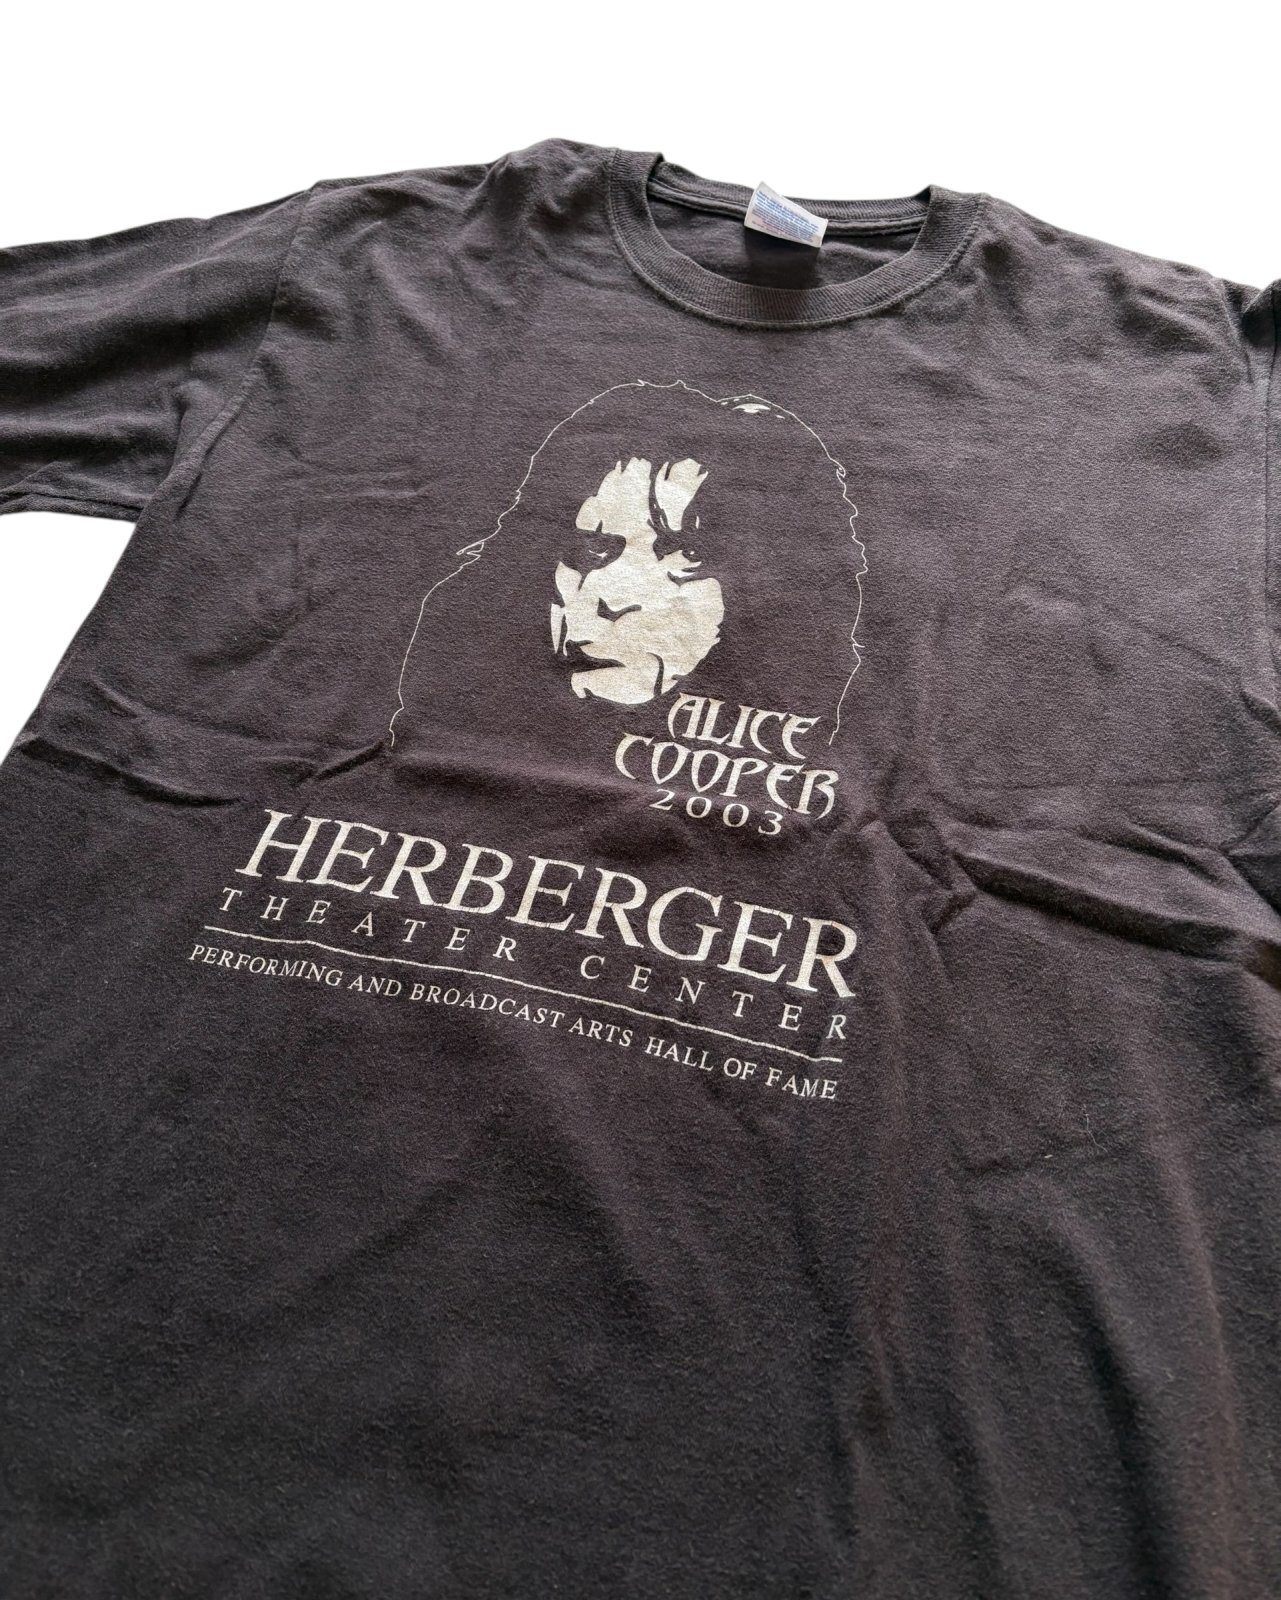 ALICE
COOPER
2003
HERBERGER
THEATER CENTER
PERFORMING AND BROADCAST ARTS HALL OF FAME